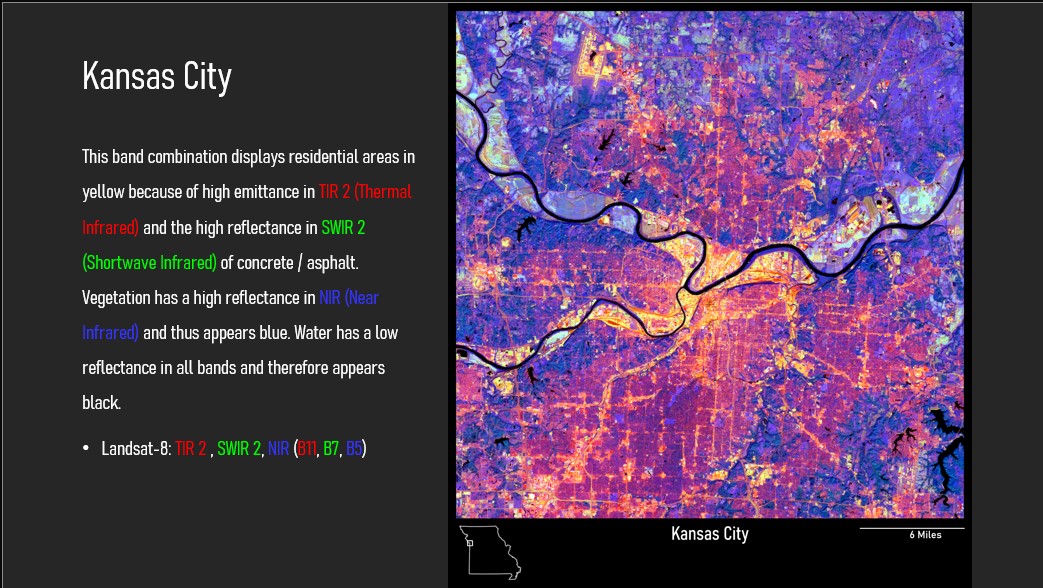 Kansas City
This band combination displays residential areas in
yellow because of high emittance in TIR 2 (Thermal
Infrared) and the high reflectance in SWIR 2
(Shortwave Infrared) of concrete / asphalt.
Vegetation has a high reflectance in NIR (Near
Infrared) and thus appears blue. Water has a low
reflectance in all bands and therefore appears
black.
• Landsat-8: TIR 2 , SWIR 2, NIR (B11, B7, B5)
Kansas City
6 Miles